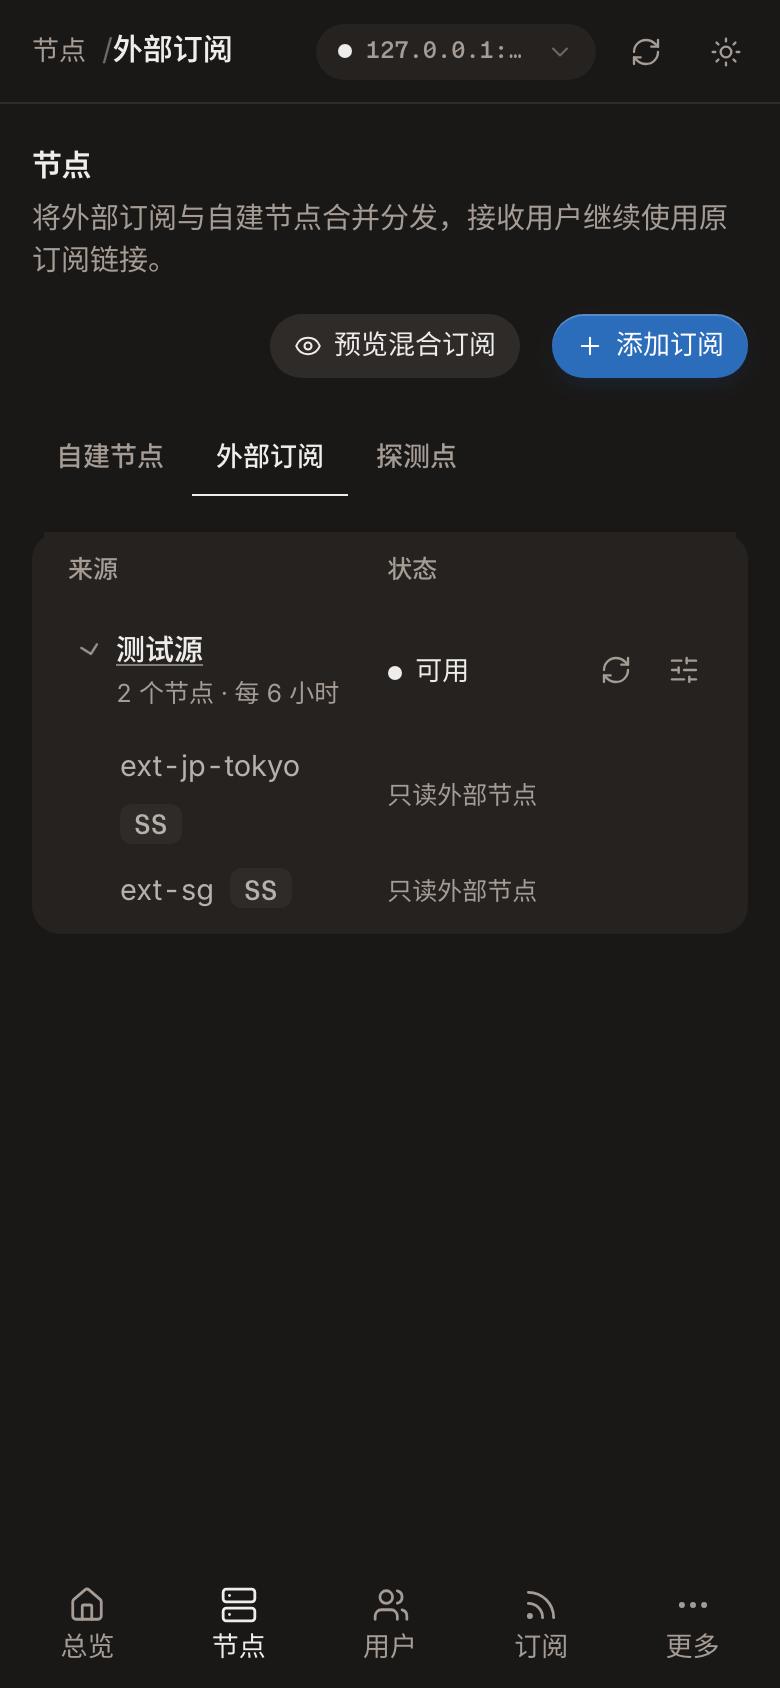 节点 /外部订阅
127.0.0.1:…
节点
将外部订阅与自建节点合并分发，接收用户继续使用原
订阅链接。
预览混合订阅
添加订阅
自建节点 外部订阅 探测点
来源 状态
测试源
2 个节点 · 每 6 小时
可用
ext-jp-tokyo
SS
只读外部节点
ext-sg SS 只读外部节点
总览 节点 用户 订阅 更多